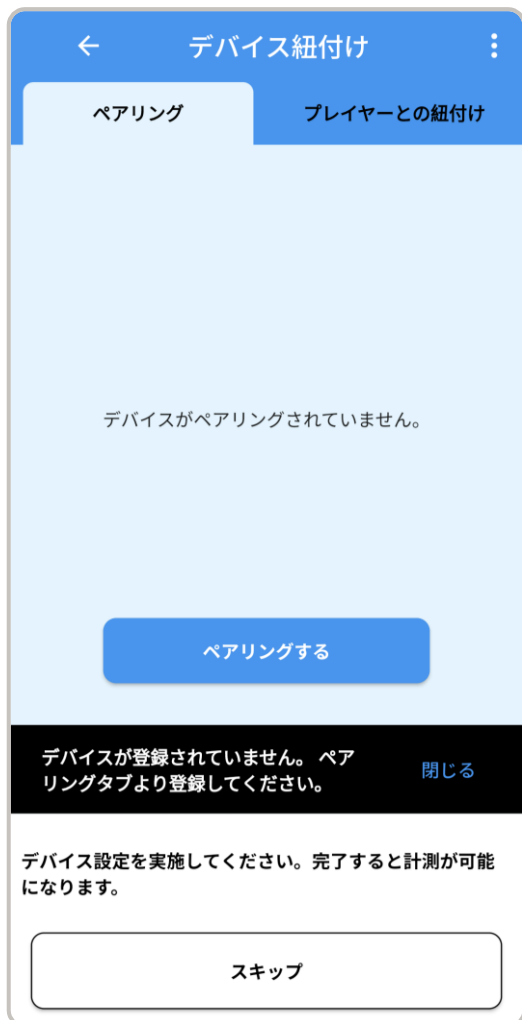 デバイス紐付け
ペアリング
プレイヤーとの紐付け
デバイスがペアリングされていません。
ペアリングする
デバイスが登録されていません。 ペア
リングタブより登録してください。
閉じる
デバイス設定を実施してください。完了すると計測が可能
になります。
スキップ